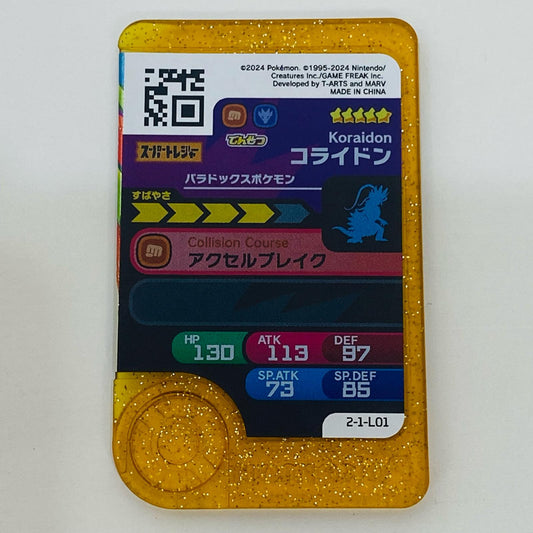 ©2024 Pokémon. ©1995-2024 Nintendo/
Creatures Inc./GAME FREAK inc.
Developed by T-ARTS and MARV
MADE IN CHINA
スーパートレジャー
でんせつ
Koraidon
コライドン
パラドックスポケモン
すばやさ
Collision Course
アクセルブレイク
HP
130
ATK
113
DEF
97
SP.ATK
73
SP.DEF
85
2-1-L01